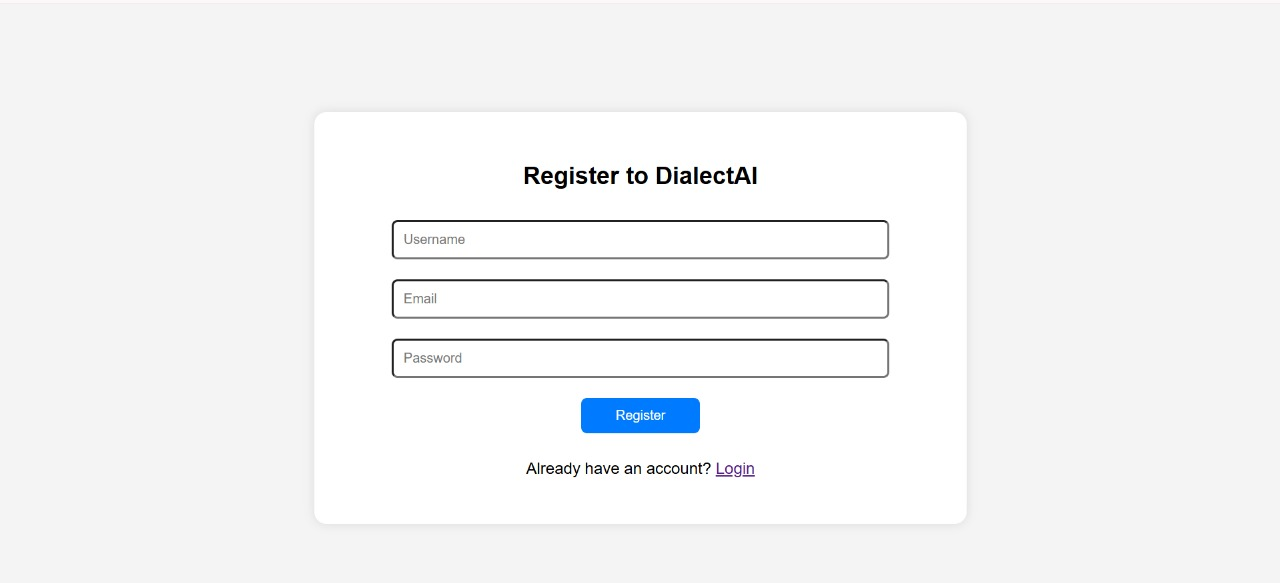 Register to DialectAI
Username
Email
Password
Register
Already have an account? Login